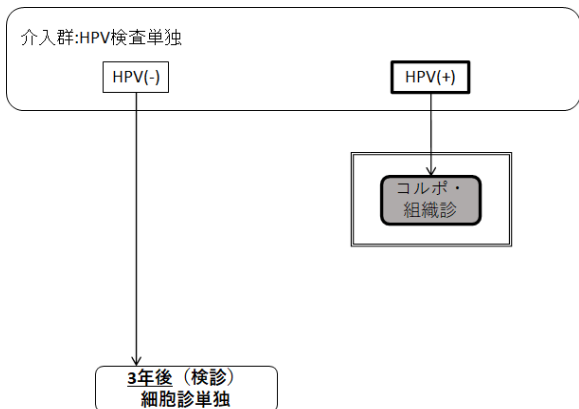 介入群:HPV検査単独
HPV(-)
HPV(+)
コルポ・
組織診
3年後（検診）
細胞診単独